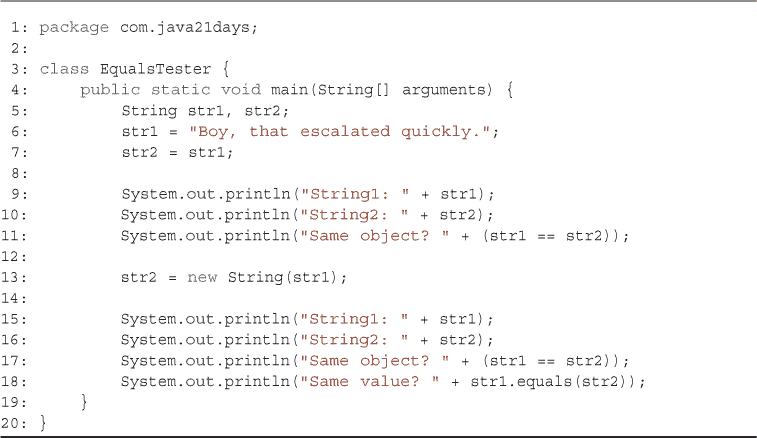 1: package com.java21days;
2:
3: class EqualsTester {
4:     public static void main(String[] arguments) {
5:         String str1, str2;
6:         str1 = "Boy, that escalated quickly.";
7:         str2 = str1;
8:
9:         System.out.println("String1: " + str1);
10:         System.out.println("String2: " + str2);
11:         System.out.println("Same object? " + (str1 == str2));
12:
13:         str2 = new String(str1);
14:
15:         System.out.println("String1: " + str1);
16:         System.out.println("String2: " + str2);
17:         System.out.println("Same object? " + (str1 == str2));
18:         System.out.println("Same value? " + str1.equals(str2));
19:     }
20: }